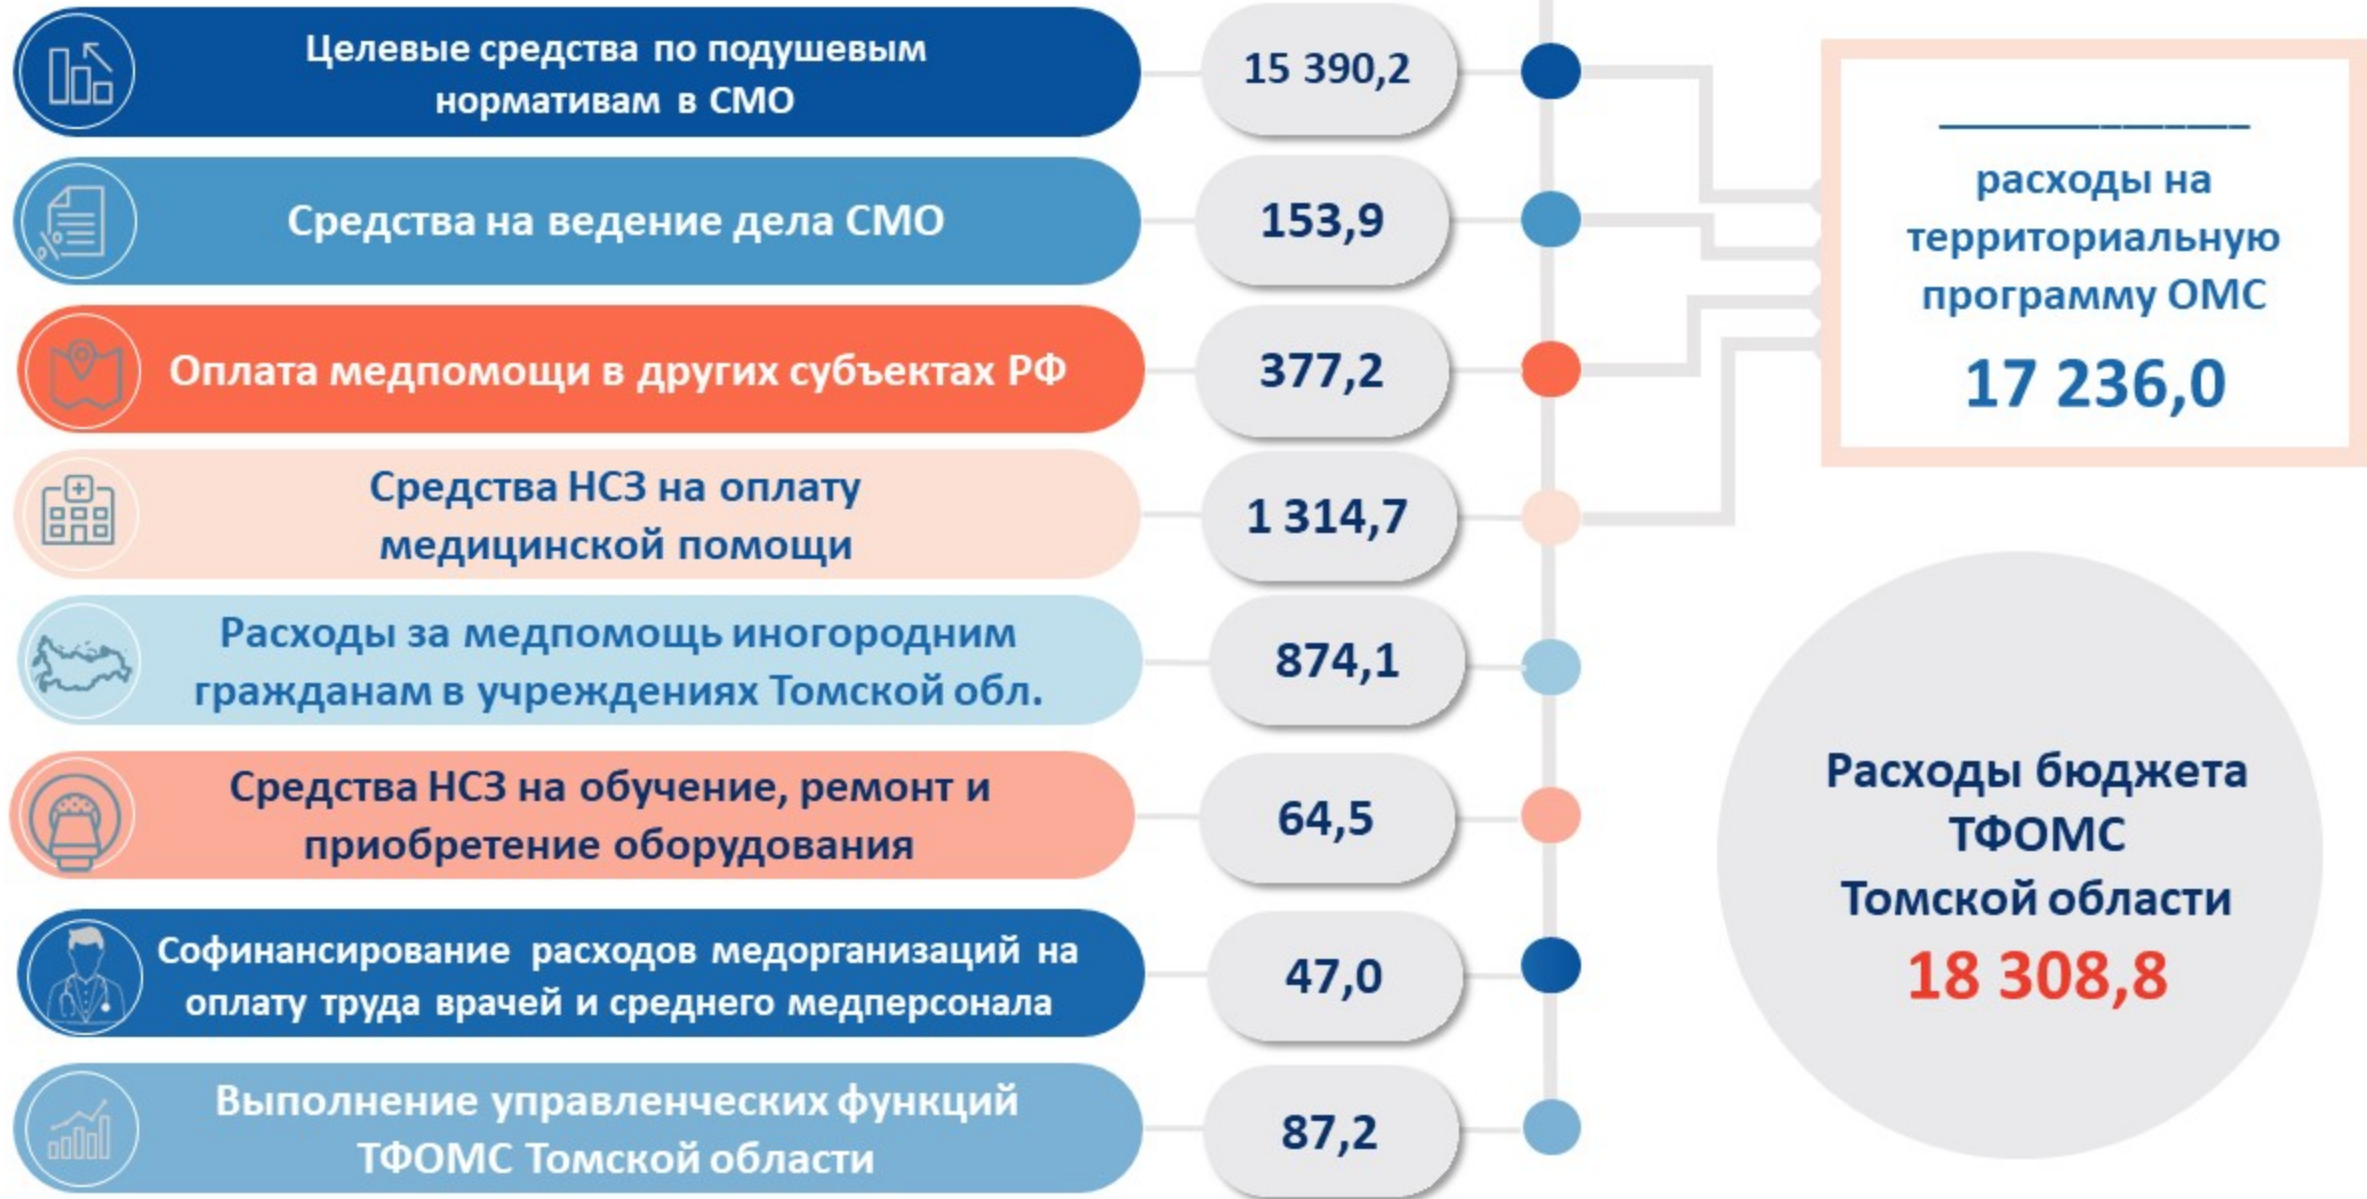 Целевые средства по подушевым
нормативам в СМО
15 390,2
Средства на ведение дела СМО
153,9
Оплата медпомощи в других субъектах РФ
377,2
Средства НСЗ на оплату
медицинской помощи
1 314,7
Расходы за медпомощь иногородним
гражданам в учреждениях Томской обл.
874,1
Средства НСЗ на обучение, ремонт и
приобретение оборудования
64,5
Софинансирование расходов медорганизаций на
оплату труда врачей и среднего медперсонала
47,0
Выполнение управленческих функций
ТФОМС Томской области
87,2
расходы на
территориальную
программу ОМС
17 236,0
Расходы бюджета
ТФОМС
Томской области
18 308,8